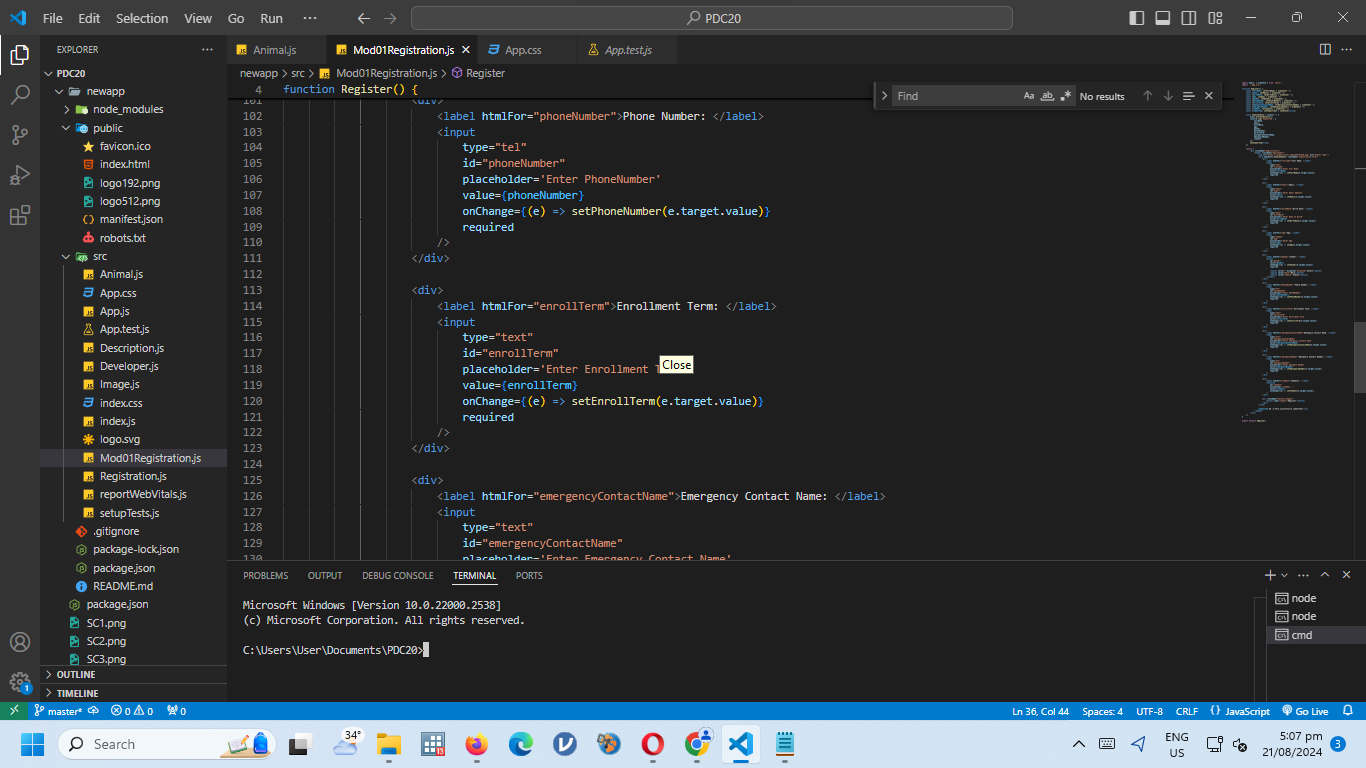 File Edit Selection View Go Run ··· PDC20
EXPLORER ···
PDC20
newapp
node_modules
public
favicon.ico
index.html
logo192.png
logo512.png
manifest.json
robots.txt
src
Animal.js
App.css
App.js
App.test.js
Description.js
Developer.js
Image.js
index.css
index.js
logo.svg
Mod01Registration.js
Registration.js
reportWebVitals.js
setupTests.js
.gitignore
package-lock.json
package.json
README.md
package.json
SC1.png
SC2.png
SC3.png
OUTLINE
TIMELINE
Animal.js Mod01Registration.js App.css App.test.js
newapp > src > Mod01Registration.js > Register
4 function Register() {
Find Aa ab No results
101 <div>
102 <label htmlFor="phoneNumber">Phone Number: </label>
103 <input
104 type="tel"
105 id="phoneNumber"
106 placeholder='Enter PhoneNumber'
107 value={phoneNumber}
108 onChange={(e) => setPhoneNumber(e.target.value)}
109 required
110 />
111 </div>
112
113 <div>
114 <label htmlFor="enrollTerm">Enrollment Term: </label>
115 <input
116 type="text"
117 id="enrollTerm"
118 placeholder='Enter Enrollment
Close
119 value={enrollTerm}
120 onChange={(e) => setEnrollTerm(e.target.value)}
121 required
122 />
123 </div>
124
125 <div>
126 <label htmlFor="emergencyContactName">Emergency Contact Name: </label>
127 <input
128 type="text"
129 id="emergencyContactName"
130 placeholder='Enter Emergency Contact Name'
PROBLEMS OUTPUT DEBUG CONSOLE TERMINAL PORTS
Microsoft Windows [Version 10.0.22000.2538]
(c) Microsoft Corporation. All rights reserved.
C:\Users\User\Documents\PDC20>
node
node
cmd
1
master* 0 0 0 Ln 36, Col 44 Spaces: 4 UTF-8 CRLF {} JavaScript Go Live
Search 34° 13 ENG US 5:07 pm 21/08/2024 3